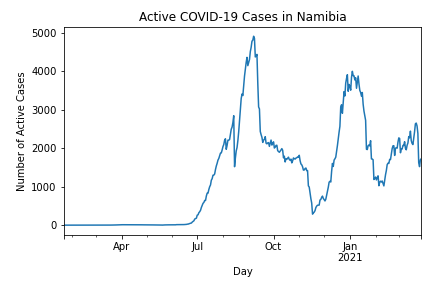 Active COVID-19 Cases in Namibia
Number of Active Cases
5000
4000
3000
2000
1000
0
Apr
Jul
Oct
Jan
2021
Day